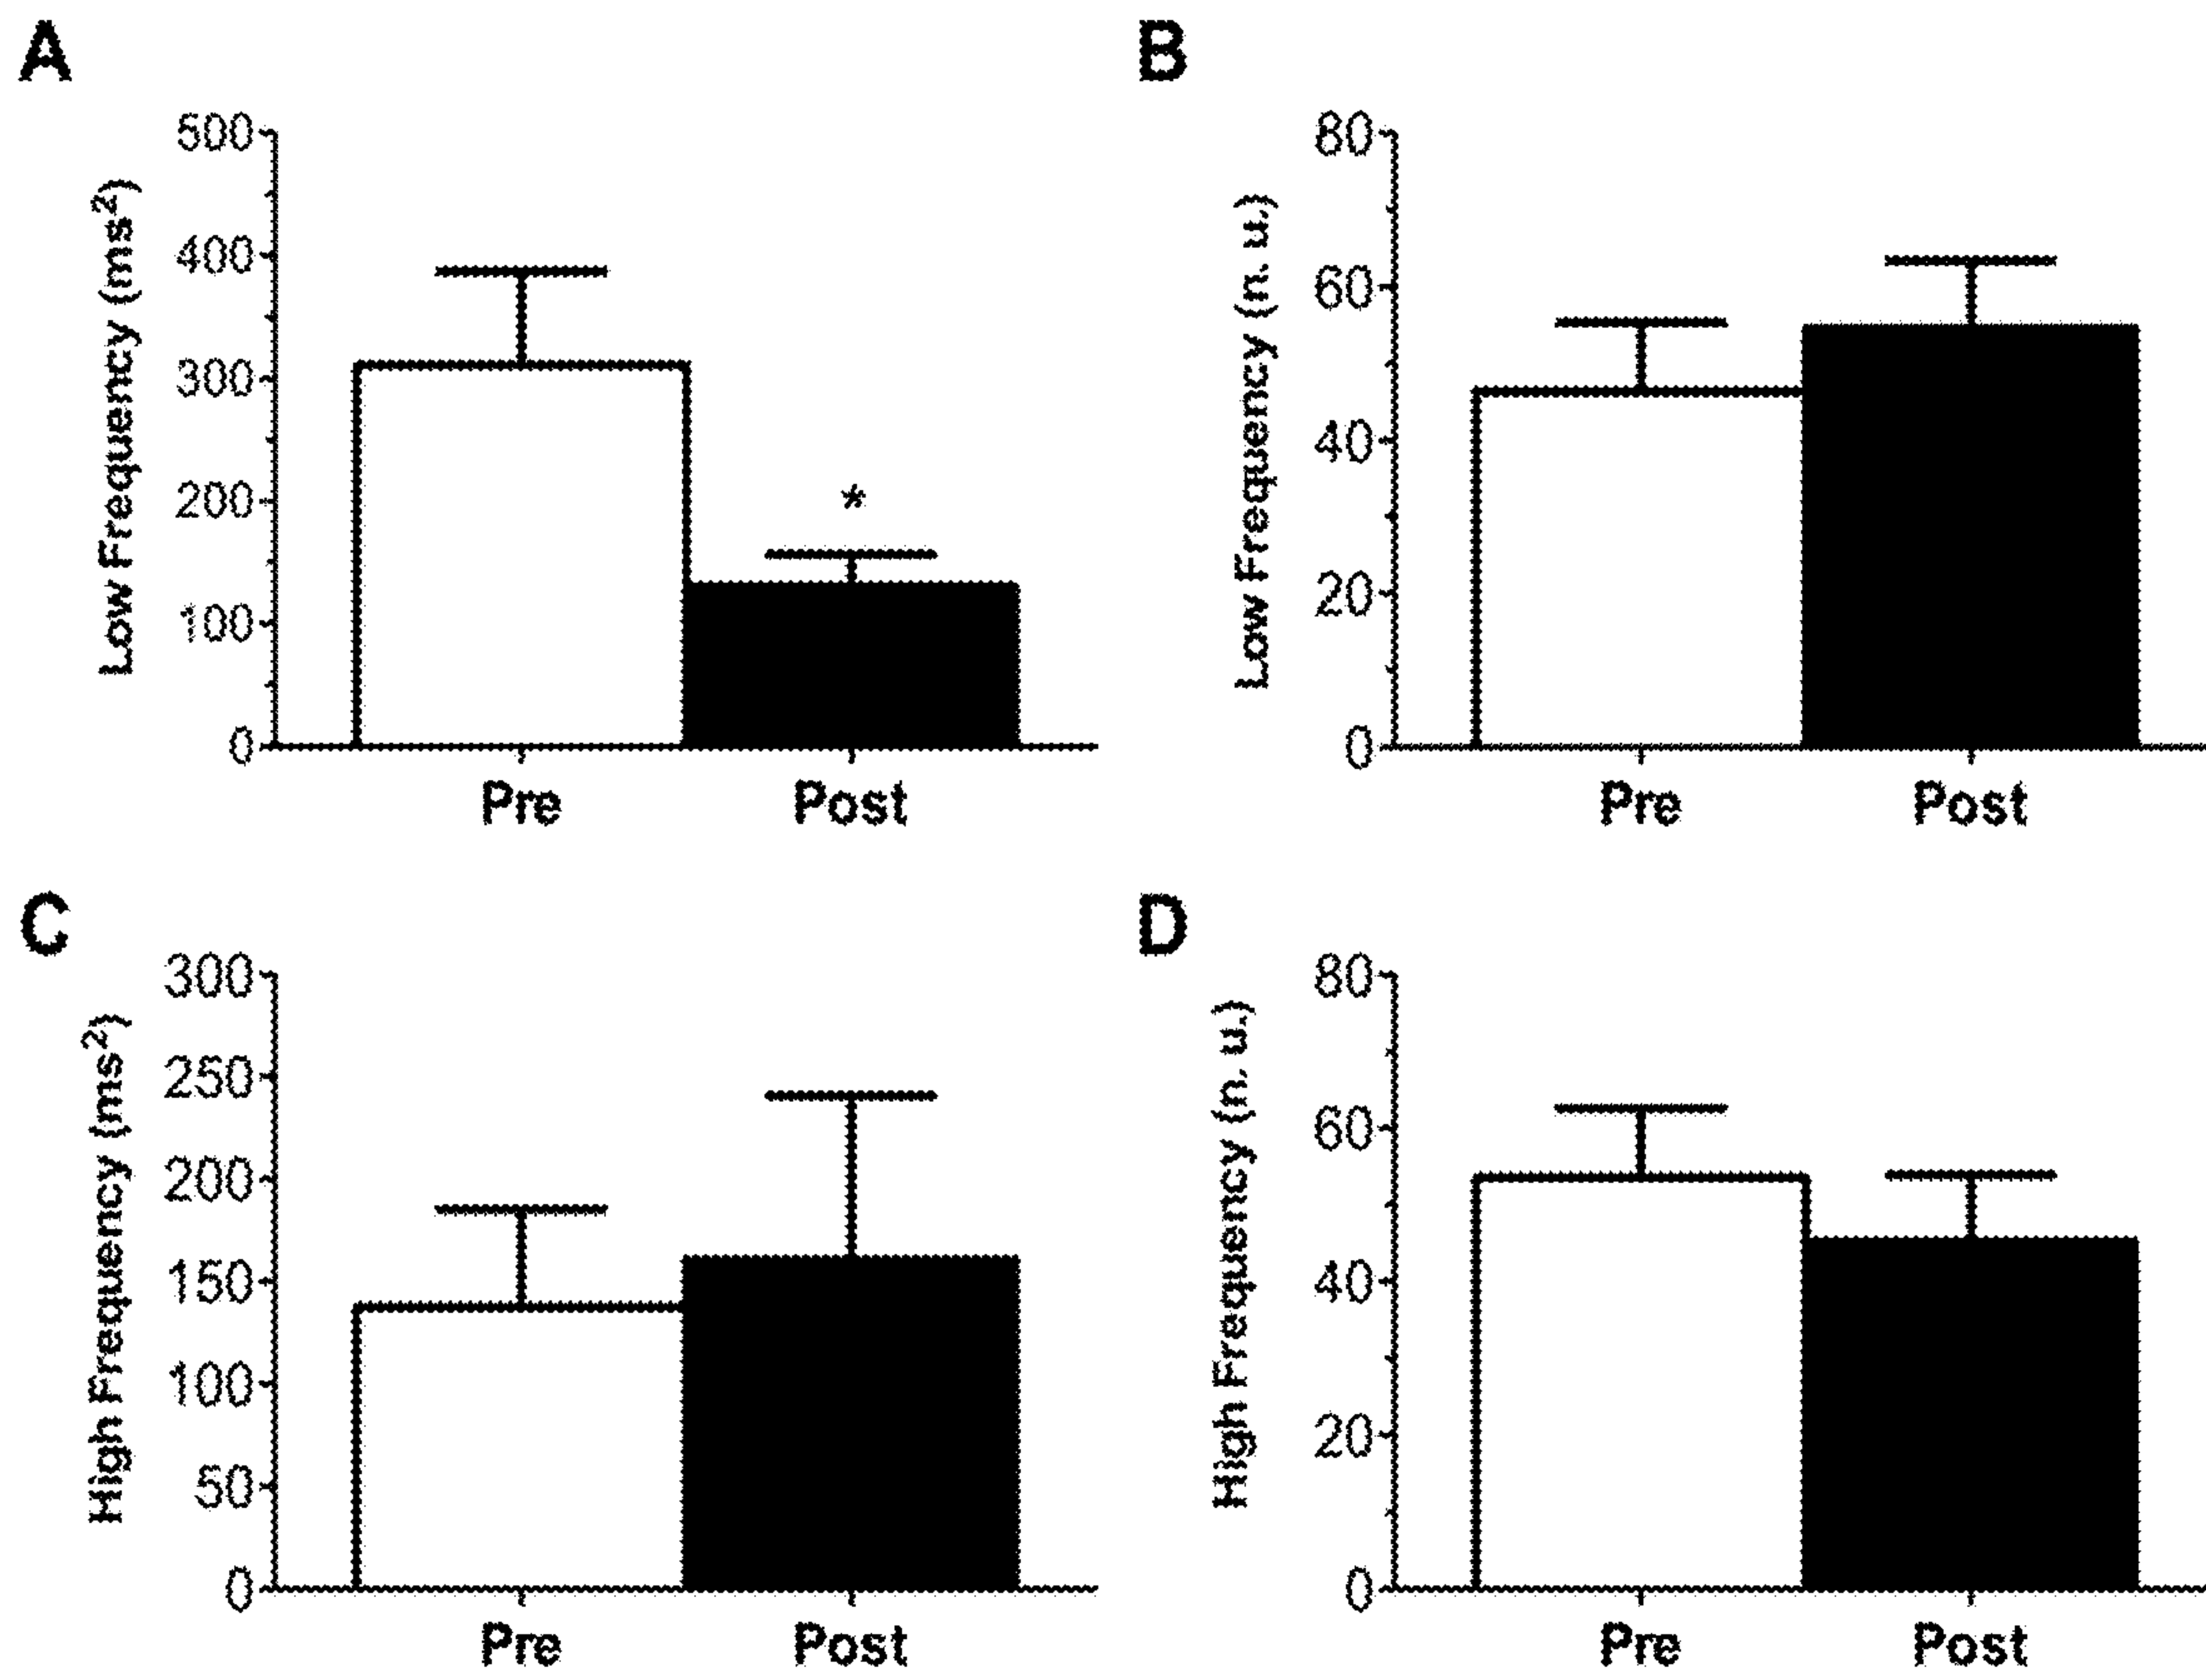 A
Low Frequency (ms²)
500
400
300
200
100
0
*
Pre
Post
B
Low Frequency (n. u.)
80
60
40
20
0
Pre
Post
C
High Frequency (ms²)
300
250
200
150
100
50
0
Pre
Post
D
High Frequency (n. u.)
80
60
40
20
0
Pre
Post